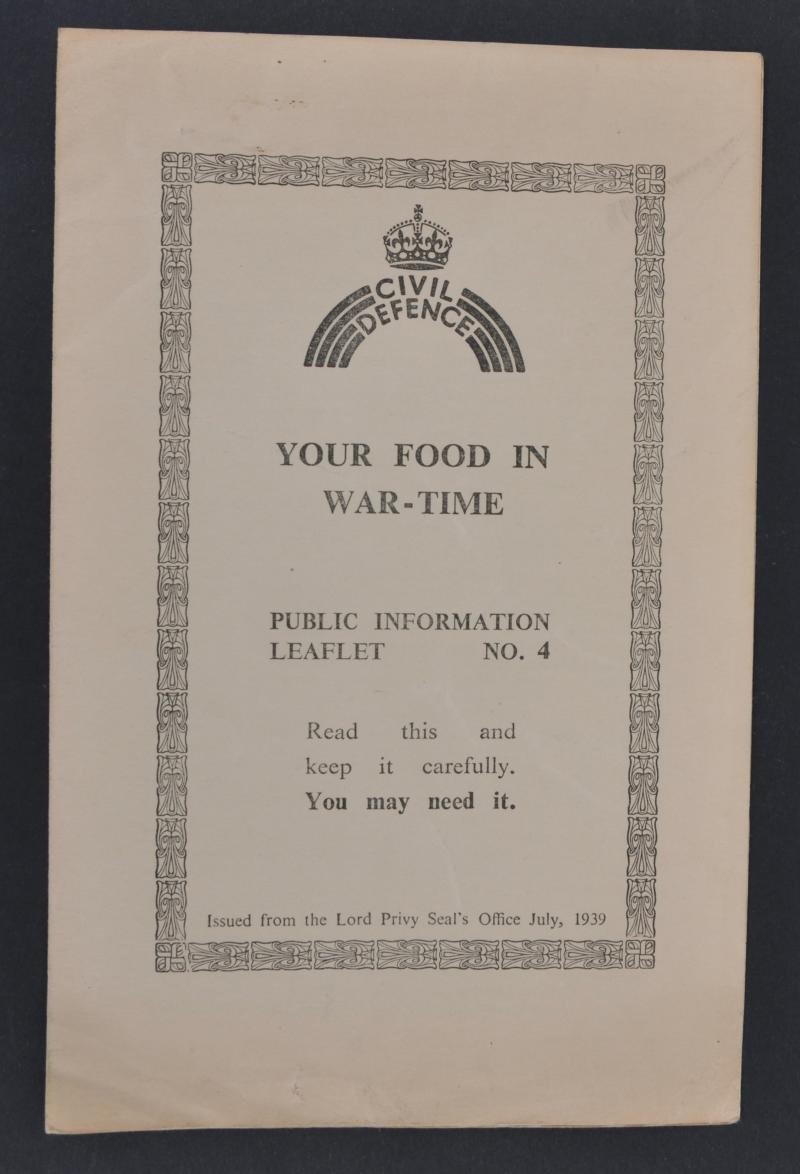 CIVIL
DEFENCE
YOUR FOOD IN
WAR-TIME
PUBLIC INFORMATION
LEAFLET NO. 4
Read this and
keep it carefully.
You may need it.
Issued from the Lord Privy Seal's Office July, 1939